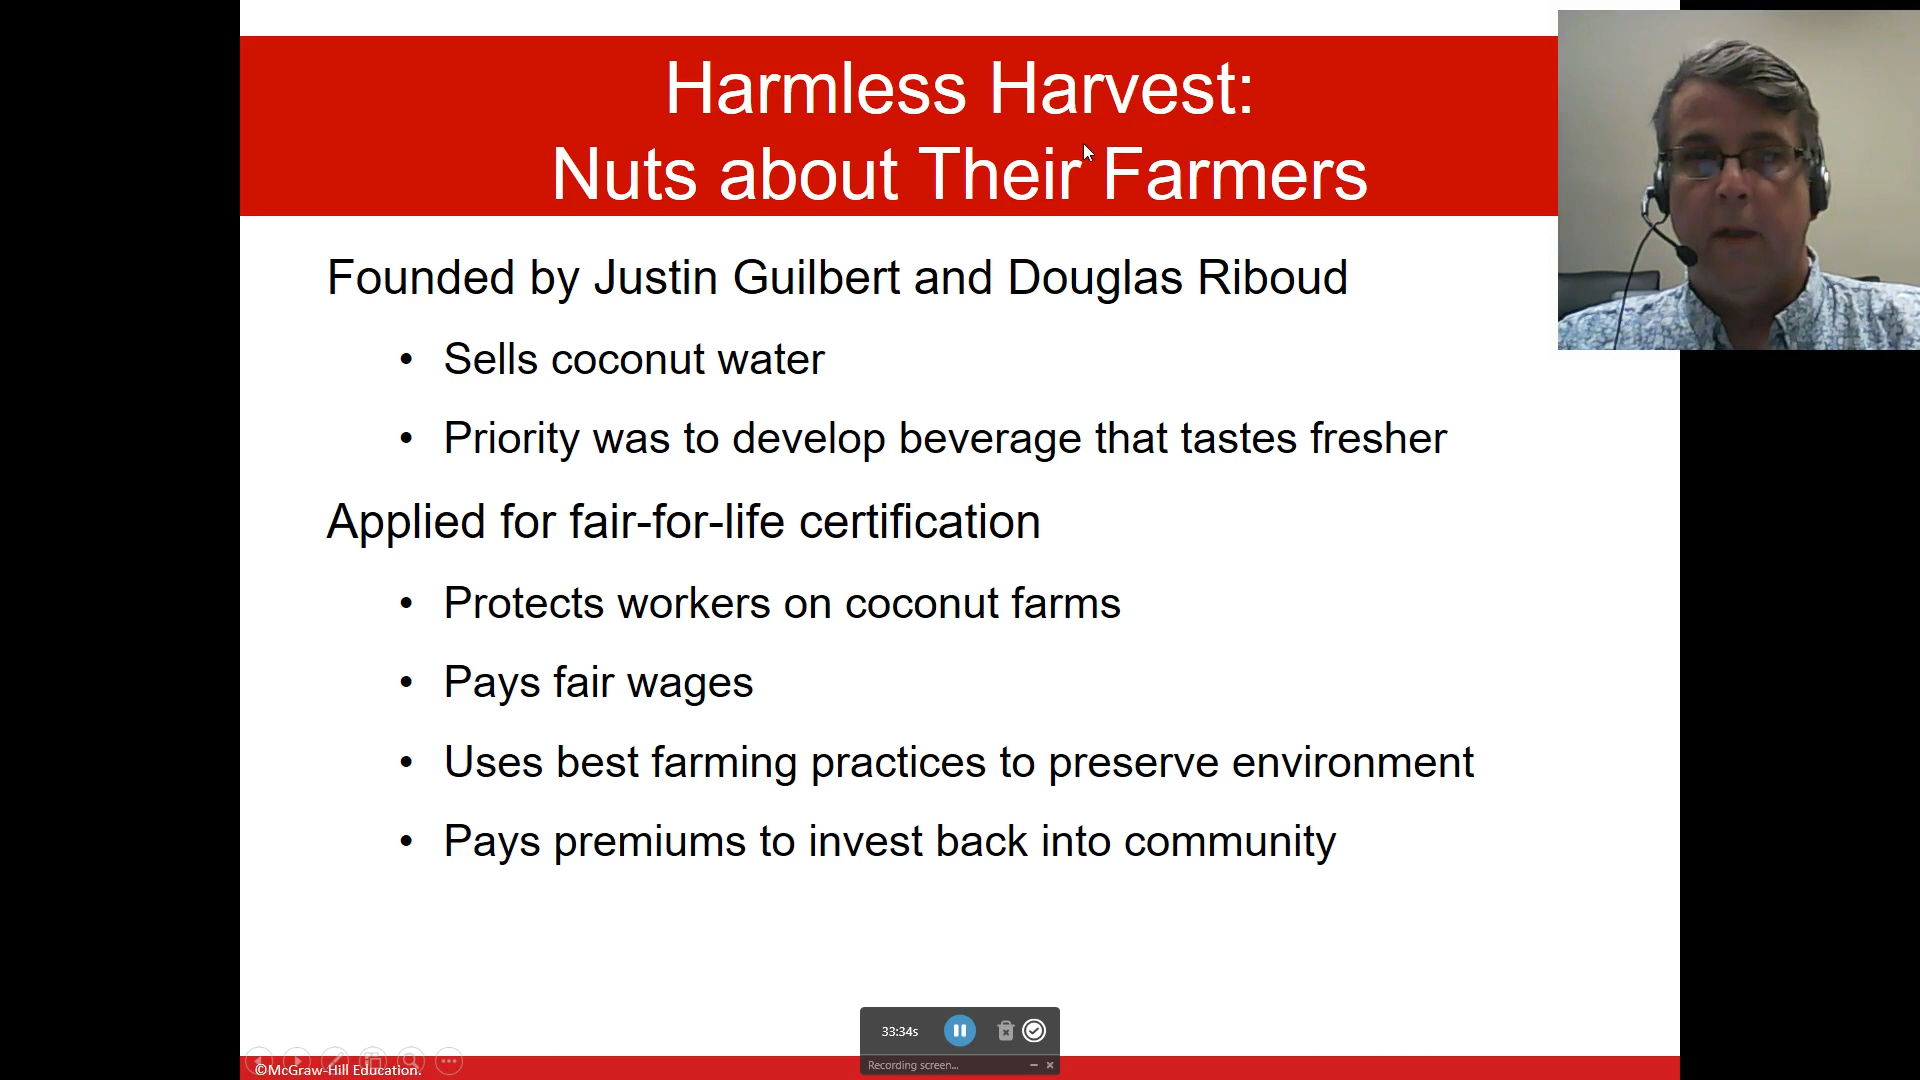 Harmless Harvest:
Nuts about Their Farmers
Founded by Justin Guilbert and Douglas Riboud
• Sells coconut water
• Priority was to develop beverage that tastes fresher
Applied for fair-for-life certification
• Protects workers on coconut farms
• Pays fair wages
• Uses best farming practices to preserve environment
• Pays premiums to invest back into community
33:34s
Recording screen...
©McGraw-Hill Education.